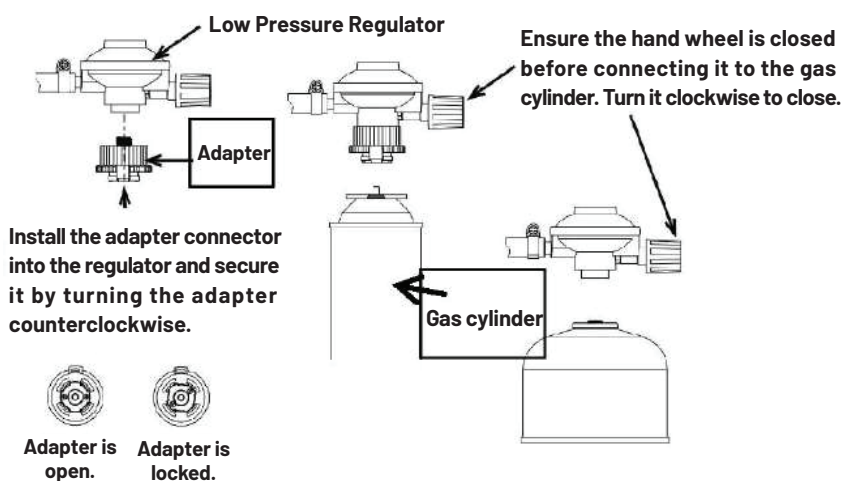 Low Pressure Regulator
Ensure the hand wheel is closed
before connecting it to the gas
cylinder. Turn it clockwise to close.
Adapter
Install the adapter connector
into the regulator and secure
it by turning the adapter
counterclockwise.
Gas cylinder
Adapter is
open.
Adapter is
locked.